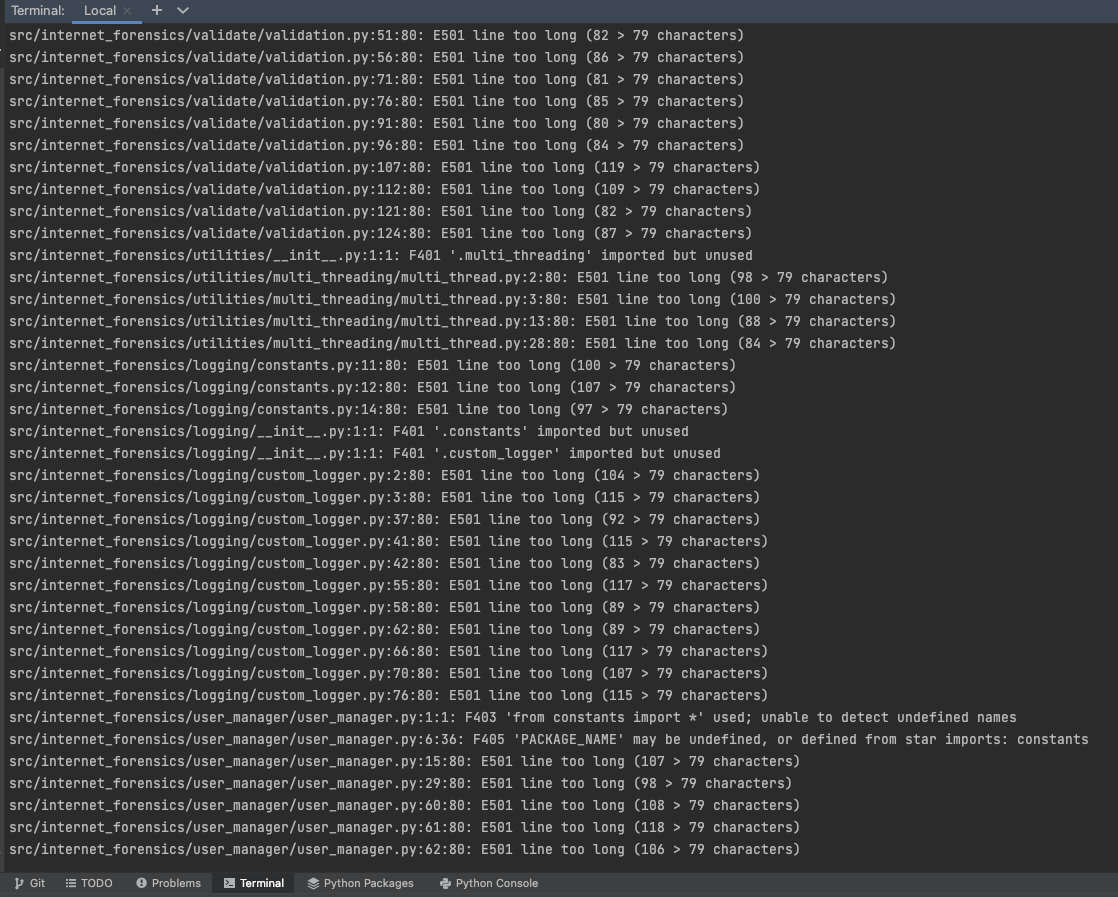 Terminal: Local × + ⌄
src/internet_forensics/validate/validation.py:51:80: E501 line too long (82 > 79 characters)
src/internet_forensics/validate/validation.py:56:80: E501 line too long (86 > 79 characters)
src/internet_forensics/validate/validation.py:71:80: E501 line too long (81 > 79 characters)
src/internet_forensics/validate/validation.py:76:80: E501 line too long (85 > 79 characters)
src/internet_forensics/validate/validation.py:91:80: E501 line too long (80 > 79 characters)
src/internet_forensics/validate/validation.py:96:80: E501 line too long (84 > 79 characters)
src/internet_forensics/validate/validation.py:107:80: E501 line too long (119 > 79 characters)
src/internet_forensics/validate/validation.py:112:80: E501 line too long (109 > 79 characters)
src/internet_forensics/validate/validation.py:121:80: E501 line too long (82 > 79 characters)
src/internet_forensics/validate/validation.py:124:80: E501 line too long (87 > 79 characters)
src/internet_forensics/utilities/__init__.py:1:1: F401 '.multi_threading' imported but unused
src/internet_forensics/utilities/multi_threading/multi_thread.py:2:80: E501 line too long (98 > 79 characters)
src/internet_forensics/utilities/multi_threading/multi_thread.py:3:80: E501 line too long (100 > 79 characters)
src/internet_forensics/utilities/multi_threading/multi_thread.py:13:80: E501 line too long (88 > 79 characters)
src/internet_forensics/utilities/multi_threading/multi_thread.py:28:80: E501 line too long (84 > 79 characters)
src/internet_forensics/logging/constants.py:11:80: E501 line too long (100 > 79 characters)
src/internet_forensics/logging/constants.py:12:80: E501 line too long (107 > 79 characters)
src/internet_forensics/logging/constants.py:14:80: E501 line too long (97 > 79 characters)
src/internet_forensics/logging/__init__.py:1:1: F401 '.constants' imported but unused
src/internet_forensics/logging/__init__.py:1:1: F401 '.custom_logger' imported but unused
src/internet_forensics/logging/custom_logger.py:2:80: E501 line too long (104 > 79 characters)
src/internet_forensics/logging/custom_logger.py:3:80: E501 line too long (115 > 79 characters)
src/internet_forensics/logging/custom_logger.py:37:80: E501 line too long (92 > 79 characters)
src/internet_forensics/logging/custom_logger.py:41:80: E501 line too long (115 > 79 characters)
src/internet_forensics/logging/custom_logger.py:42:80: E501 line too long (83 > 79 characters)
src/internet_forensics/logging/custom_logger.py:55:80: E501 line too long (117 > 79 characters)
src/internet_forensics/logging/custom_logger.py:58:80: E501 line too long (89 > 79 characters)
src/internet_forensics/logging/custom_logger.py:62:80: E501 line too long (89 > 79 characters)
src/internet_forensics/logging/custom_logger.py:66:80: E501 line too long (117 > 79 characters)
src/internet_forensics/logging/custom_logger.py:70:80: E501 line too long (107 > 79 characters)
src/internet_forensics/logging/custom_logger.py:76:80: E501 line too long (115 > 79 characters)
src/internet_forensics/user_manager/user_manager.py:1:1: F403 'from constants import *' used; unable to detect undefined names
src/internet_forensics/user_manager/user_manager.py:6:36: F405 'PACKAGE_NAME' may be undefined, or defined from star imports: constants
src/internet_forensics/user_manager/user_manager.py:15:80: E501 line too long (107 > 79 characters)
src/internet_forensics/user_manager/user_manager.py:29:80: E501 line too long (98 > 79 characters)
src/internet_forensics/user_manager/user_manager.py:60:80: E501 line too long (108 > 79 characters)
src/internet_forensics/user_manager/user_manager.py:61:80: E501 line too long (118 > 79 characters)
src/internet_forensics/user_manager/user_manager.py:62:80: E501 line too long (106 > 79 characters)
Git TODO Problems Terminal Python Packages Python Console